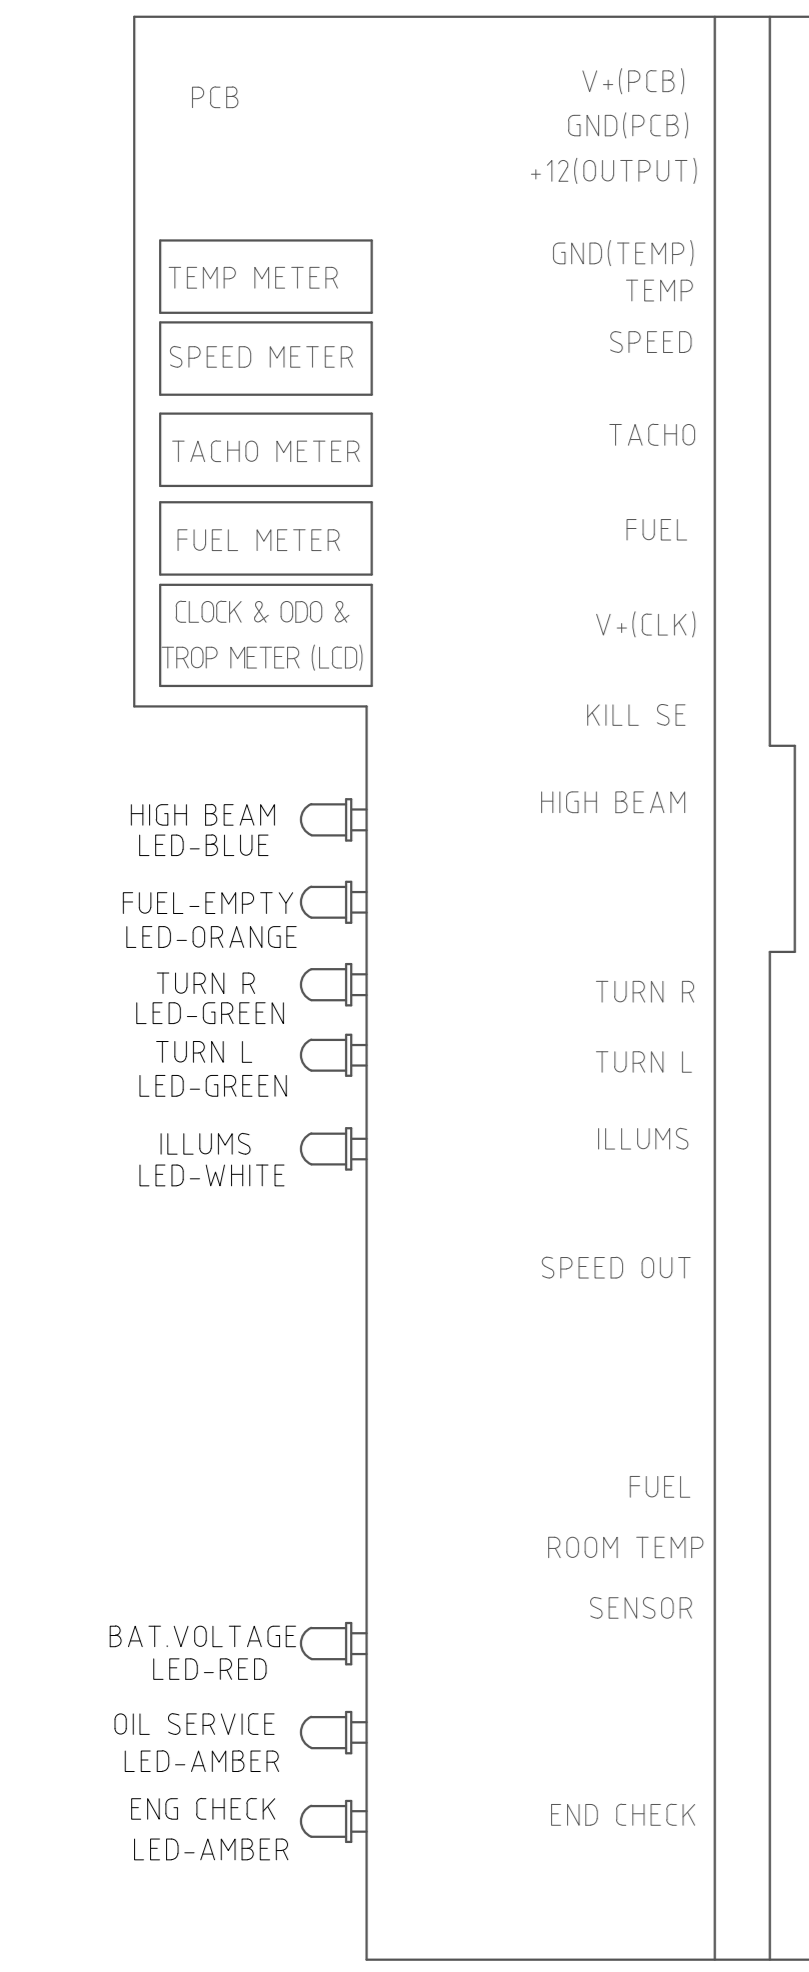 PCB
V+(PCB)
GND(PCB)
+12(OUTPUT)
TEMP METER
SPEED METER
TACHO METER
FUEL METER
CLOCK & ODO &
TROP METER (LCD)
GND(TEMP)
TEMP
SPEED
TACHO
FUEL
V+(CLK)
KILL SE
HIGH BEAM
TURN R
TURN L
ILLUMS
SPEED OUT
FUEL
ROOM TEMP
SENSOR
END CHECK
HIGH BEAM
LED-BLUE
FUEL-EMPTY
LED-ORANGE
TURN R
LED-GREEN
TURN L
LED-GREEN
ILLUMS
LED-WHITE
BAT.VOLTAGE
LED-RED
OIL SERVICE
LED-AMBER
ENG CHECK
LED-AMBER